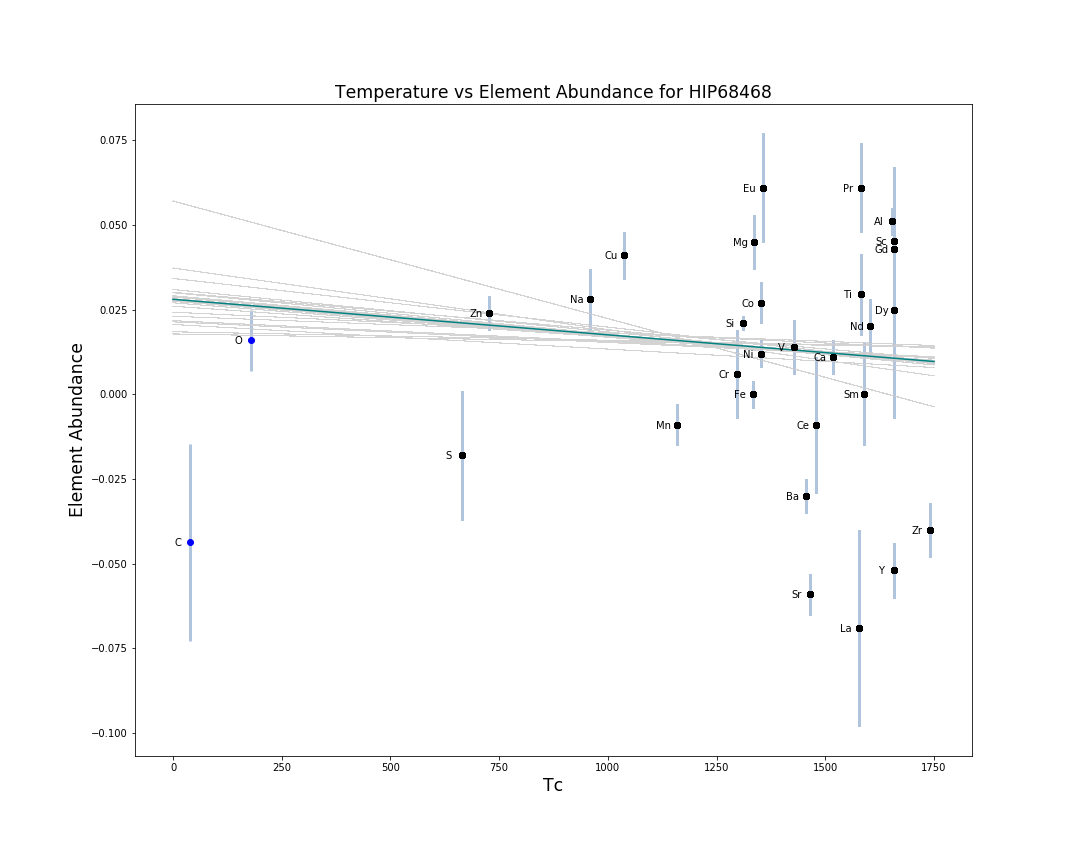 Temperature vs Element Abundance for HIP68468
0.075
0.050
0.025
0.000
−0.025
−0.050
−0.075
−0.100
Element Abundance
Eu
Pr
Al
Mg
Sc
Gd
Cu
Na
Co
Ti
Zn
Dy
Si
Nd
O
V
Ni
Ca
Cr
Fe
Sm
Mn
Ce
S
Ba
Zr
C
Y
Sr
La
0
250
500
750
1000
1250
1500
1750
Tc